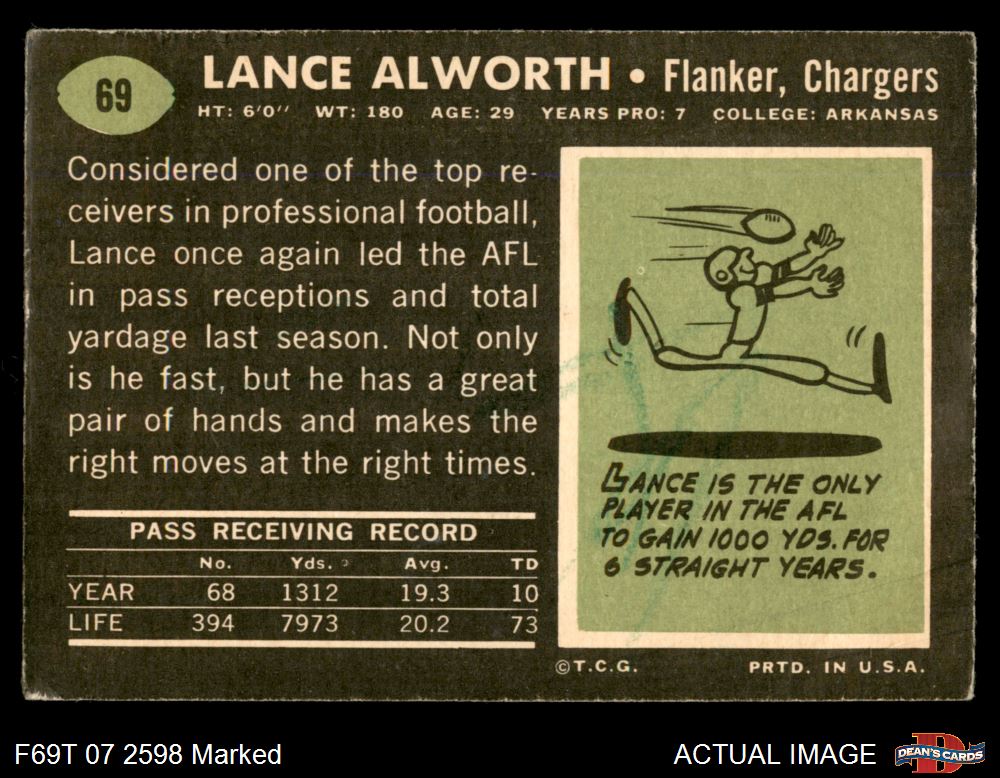 69
LANCE ALWORTH • Flanker, Chargers
HT: 6'0'' WT: 180 AGE: 29 YEARS PRO: 7 COLLEGE: ARKANSAS
Considered one of the top re-
ceivers in professional football,
Lance once again led the AFL
in pass receptions and total
yardage last season. Not only
is he fast, but he has a great
pair of hands and makes the
right moves at the right times.
PASS RECEIVING RECORD
No. Yds. Avg. TD
YEAR 68 1312 19.3 10
LIFE 394 7973 20.2 73
LANCE IS THE ONLY
PLAYER IN THE AFL
TO GAIN 1000 YDS. FOR
6 STRAIGHT YEARS.
©T.C.G. PRTD. IN U.S.A.
F69T 07 2598 Marked
ACTUAL IMAGE
DEAN'S CARDS